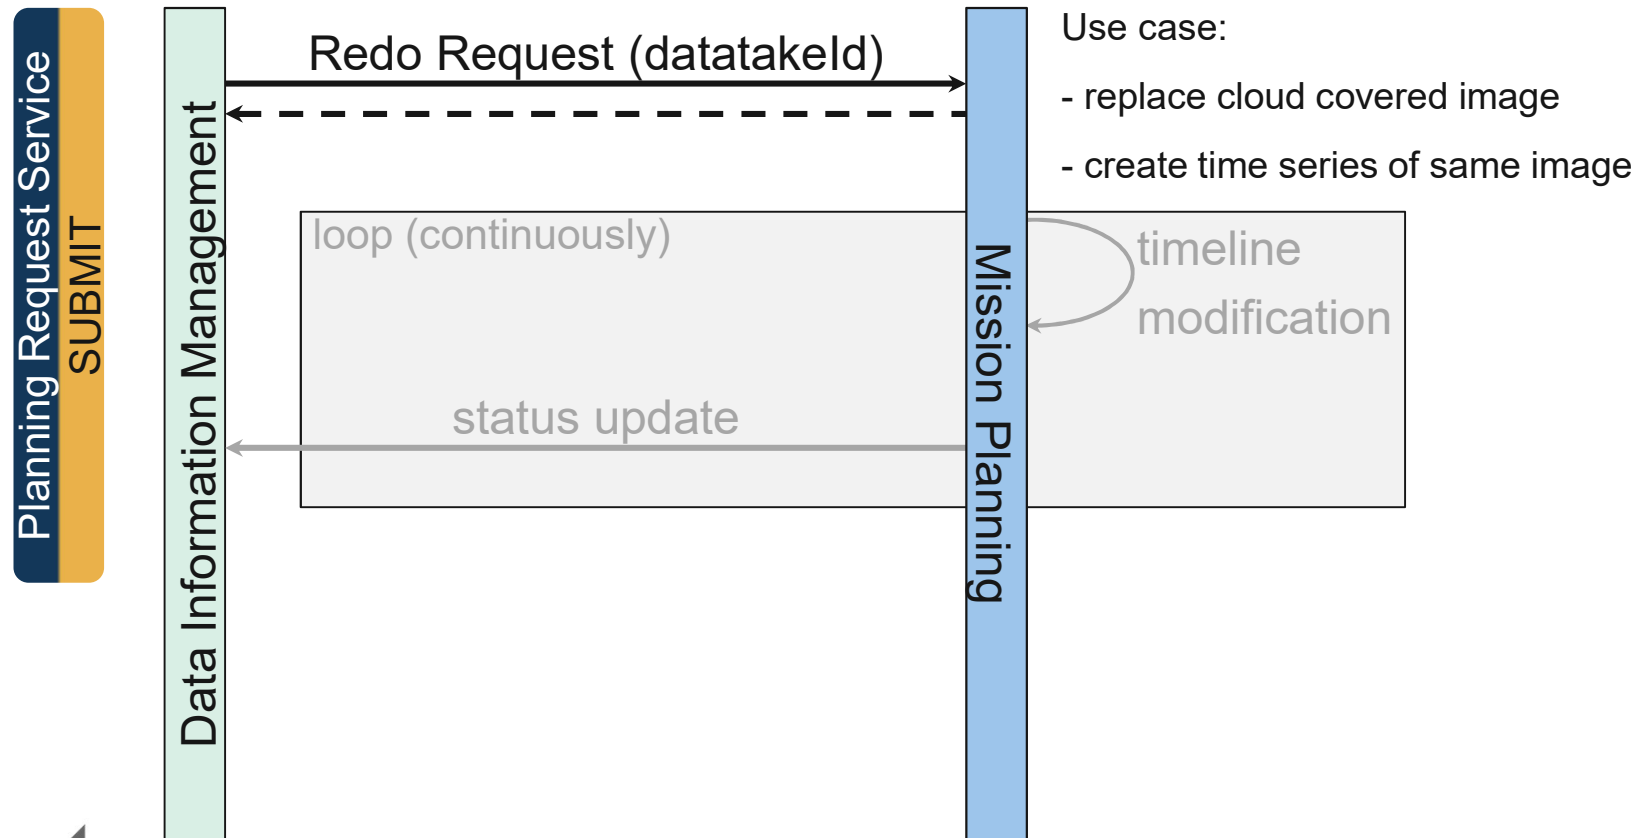 Planning Request Service
SUBMIT
Data Information Management
Redo Request (datatakeId)
Mission Planning
Use case:
- replace cloud covered image
- create time series of same image
loop (continuously)
timeline
modification
status update